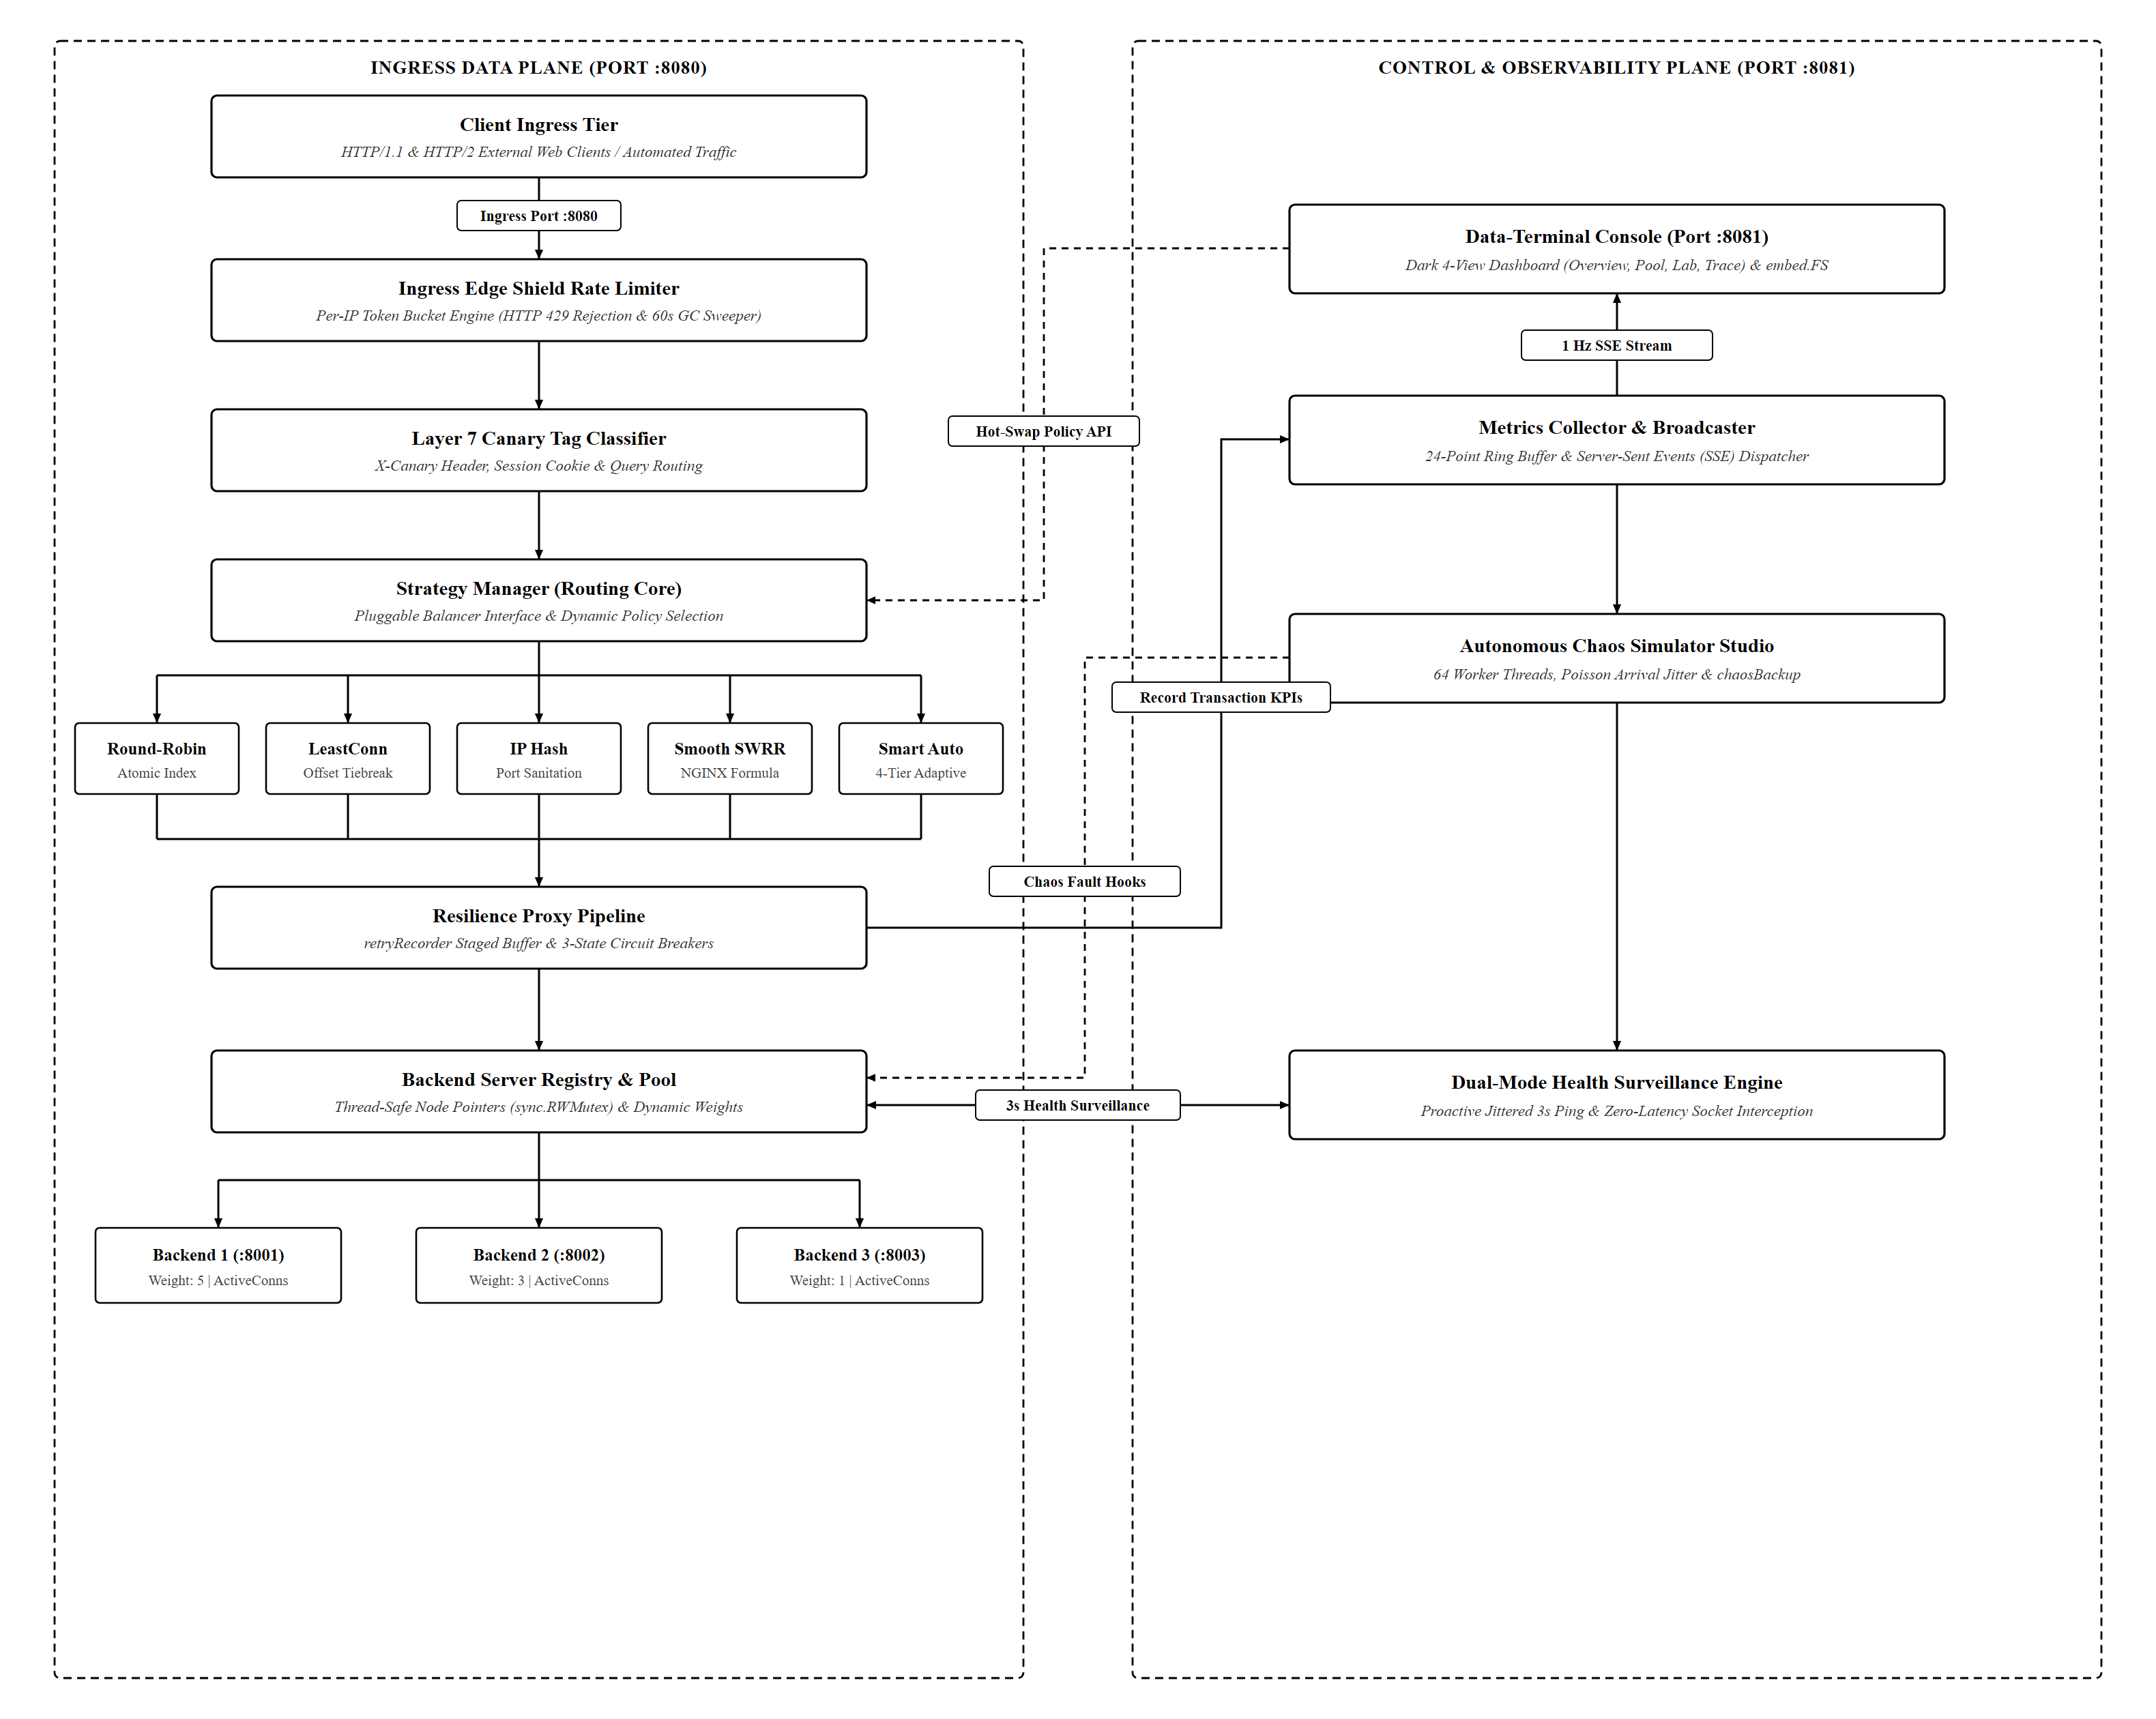 INGRESS DATA PLANE (PORT :8080)
Client Ingress Tier
HTTP/1.1 & HTTP/2 External Web Clients / Automated Traffic
Ingress Port :8080
Ingress Edge Shield Rate Limiter
Per-IP Token Bucket Engine (HTTP 429 Rejection & 60s GC Sweeper)
Layer 7 Canary Tag Classifier
X-Canary Header, Session Cookie & Query Routing
Strategy Manager (Routing Core)
Pluggable Balancer Interface & Dynamic Policy Selection
Round-Robin
Atomic Index
LeastConn
Offset Tiebreak
IP Hash
Port Sanitation
Smooth SWRR
NGINX Formula
Smart Auto
4-Tier Adaptive
Resilience Proxy Pipeline
retryRecorder Staged Buffer & 3-State Circuit Breakers
Backend Server Registry & Pool
Thread-Safe Node Pointers (sync.RWMutex) & Dynamic Weights
Backend 1 (:8001)
Weight: 5 | ActiveConns
Backend 2 (:8002)
Weight: 3 | ActiveConns
Backend 3 (:8003)
Weight: 1 | ActiveConns
Hot-Swap Policy API
Record Transaction KPIs
Chaos Fault Hooks
3s Health Surveillance
CONTROL & OBSERVABILITY PLANE (PORT :8081)
Data-Terminal Console (Port :8081)
Dark 4-View Dashboard (Overview, Pool, Lab, Trace) & embed.FS
1 Hz SSE Stream
Metrics Collector & Broadcaster
24-Point Ring Buffer & Server-Sent Events (SSE) Dispatcher
Autonomous Chaos Simulator Studio
64 Worker Threads, Poisson Arrival Jitter & chaosBackup
Dual-Mode Health Surveillance Engine
Proactive Jittered 3s Ping & Zero-Latency Socket Interception